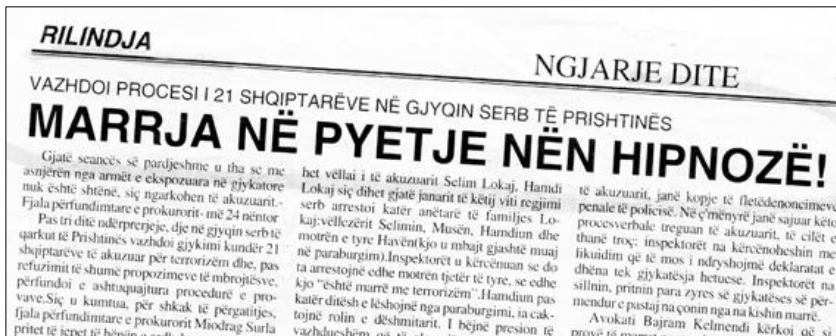 RILINDJA
NGJARJE DITE
VAZHDOI PROCESI I 21 SHQIPTARËVE NË GJYQIN SERB TË PRISHTINËS
MARRJA NË PYETJE NËN HIPNOZË!
Gjatë seancës së pardjeshme u tha se me
asnjërën nga armët e ekspozuara në gjykatore
nuk është shtënë, siç ngarkohen të akuzuarit.-
Fjala përfundimtare e prokurorit- më 24 nëntor
Pas tri ditë ndërprerjeje, dje në gjyqin serb të
qarkut të Prishtinës vazhdoi gjykimi kundër 21
shqiptarëve të akuzuar për terrorizëm dhe, pas
refuzimit të shumë propozimeve të mbrojtësve,
përfundoi e ashtuquajtura procedurë e pro-
vave.Siç u kumtua, për shkak të përgatitjes,
fjala përfundimtare e prokurorit Miodrag Surla
pritet të jepet të
het vëllai i të akuzuarit Selim Lokaj, Hamdi
Lokaj siç dihet gjatë janarit të këtij viti regjimi
serb arrestoi katër anëtarë të familjes Lo-
kaj:vëllezërit Selimin, Musën, Hamdiun dhe
motrën e tyre Havën(kjo u mbajt gjashtë muaj
në paraburgim).Inspektorët u kërcënuan se do
ta arrestojnë edhe motrën tjetër të tyre, se edhe
kjo "është marrë me terrorizëm".Hamdiun pas
katër ditësh e lëshojnë nga paraburgimi, ia cak-
tojnë rolin e dëshmitarit. I bëjnë presion të
vazhdueshëm që të
të akuzuarit, janë kopje të fletëdenoncimeve
penale të policisë. Në ç'mënyrë janë sajuar këto
procesverbale treguan të akuzuarit, të cilët e
thanë troç: inspektorët na kërcënoheshin me
likuidim që të mos i ndryshojmë deklaratat e
dhëna tek gjykatësja hetuese. Inspektorët na
sillnin, pritnin para zyres së gjykatëses së për-
mendur e pastaj na çonin nga na kishin marrë.
Avokati Bajram Kelmendi kërkoi që
provë të